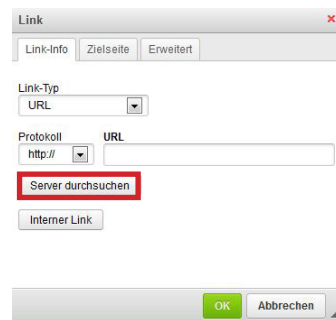 Link
Link-Info Zielseite Erweitert
Link-Typ
URL
Protokoll URL
http://
Server durchsuchen
Interner Link
OK Abbrechen